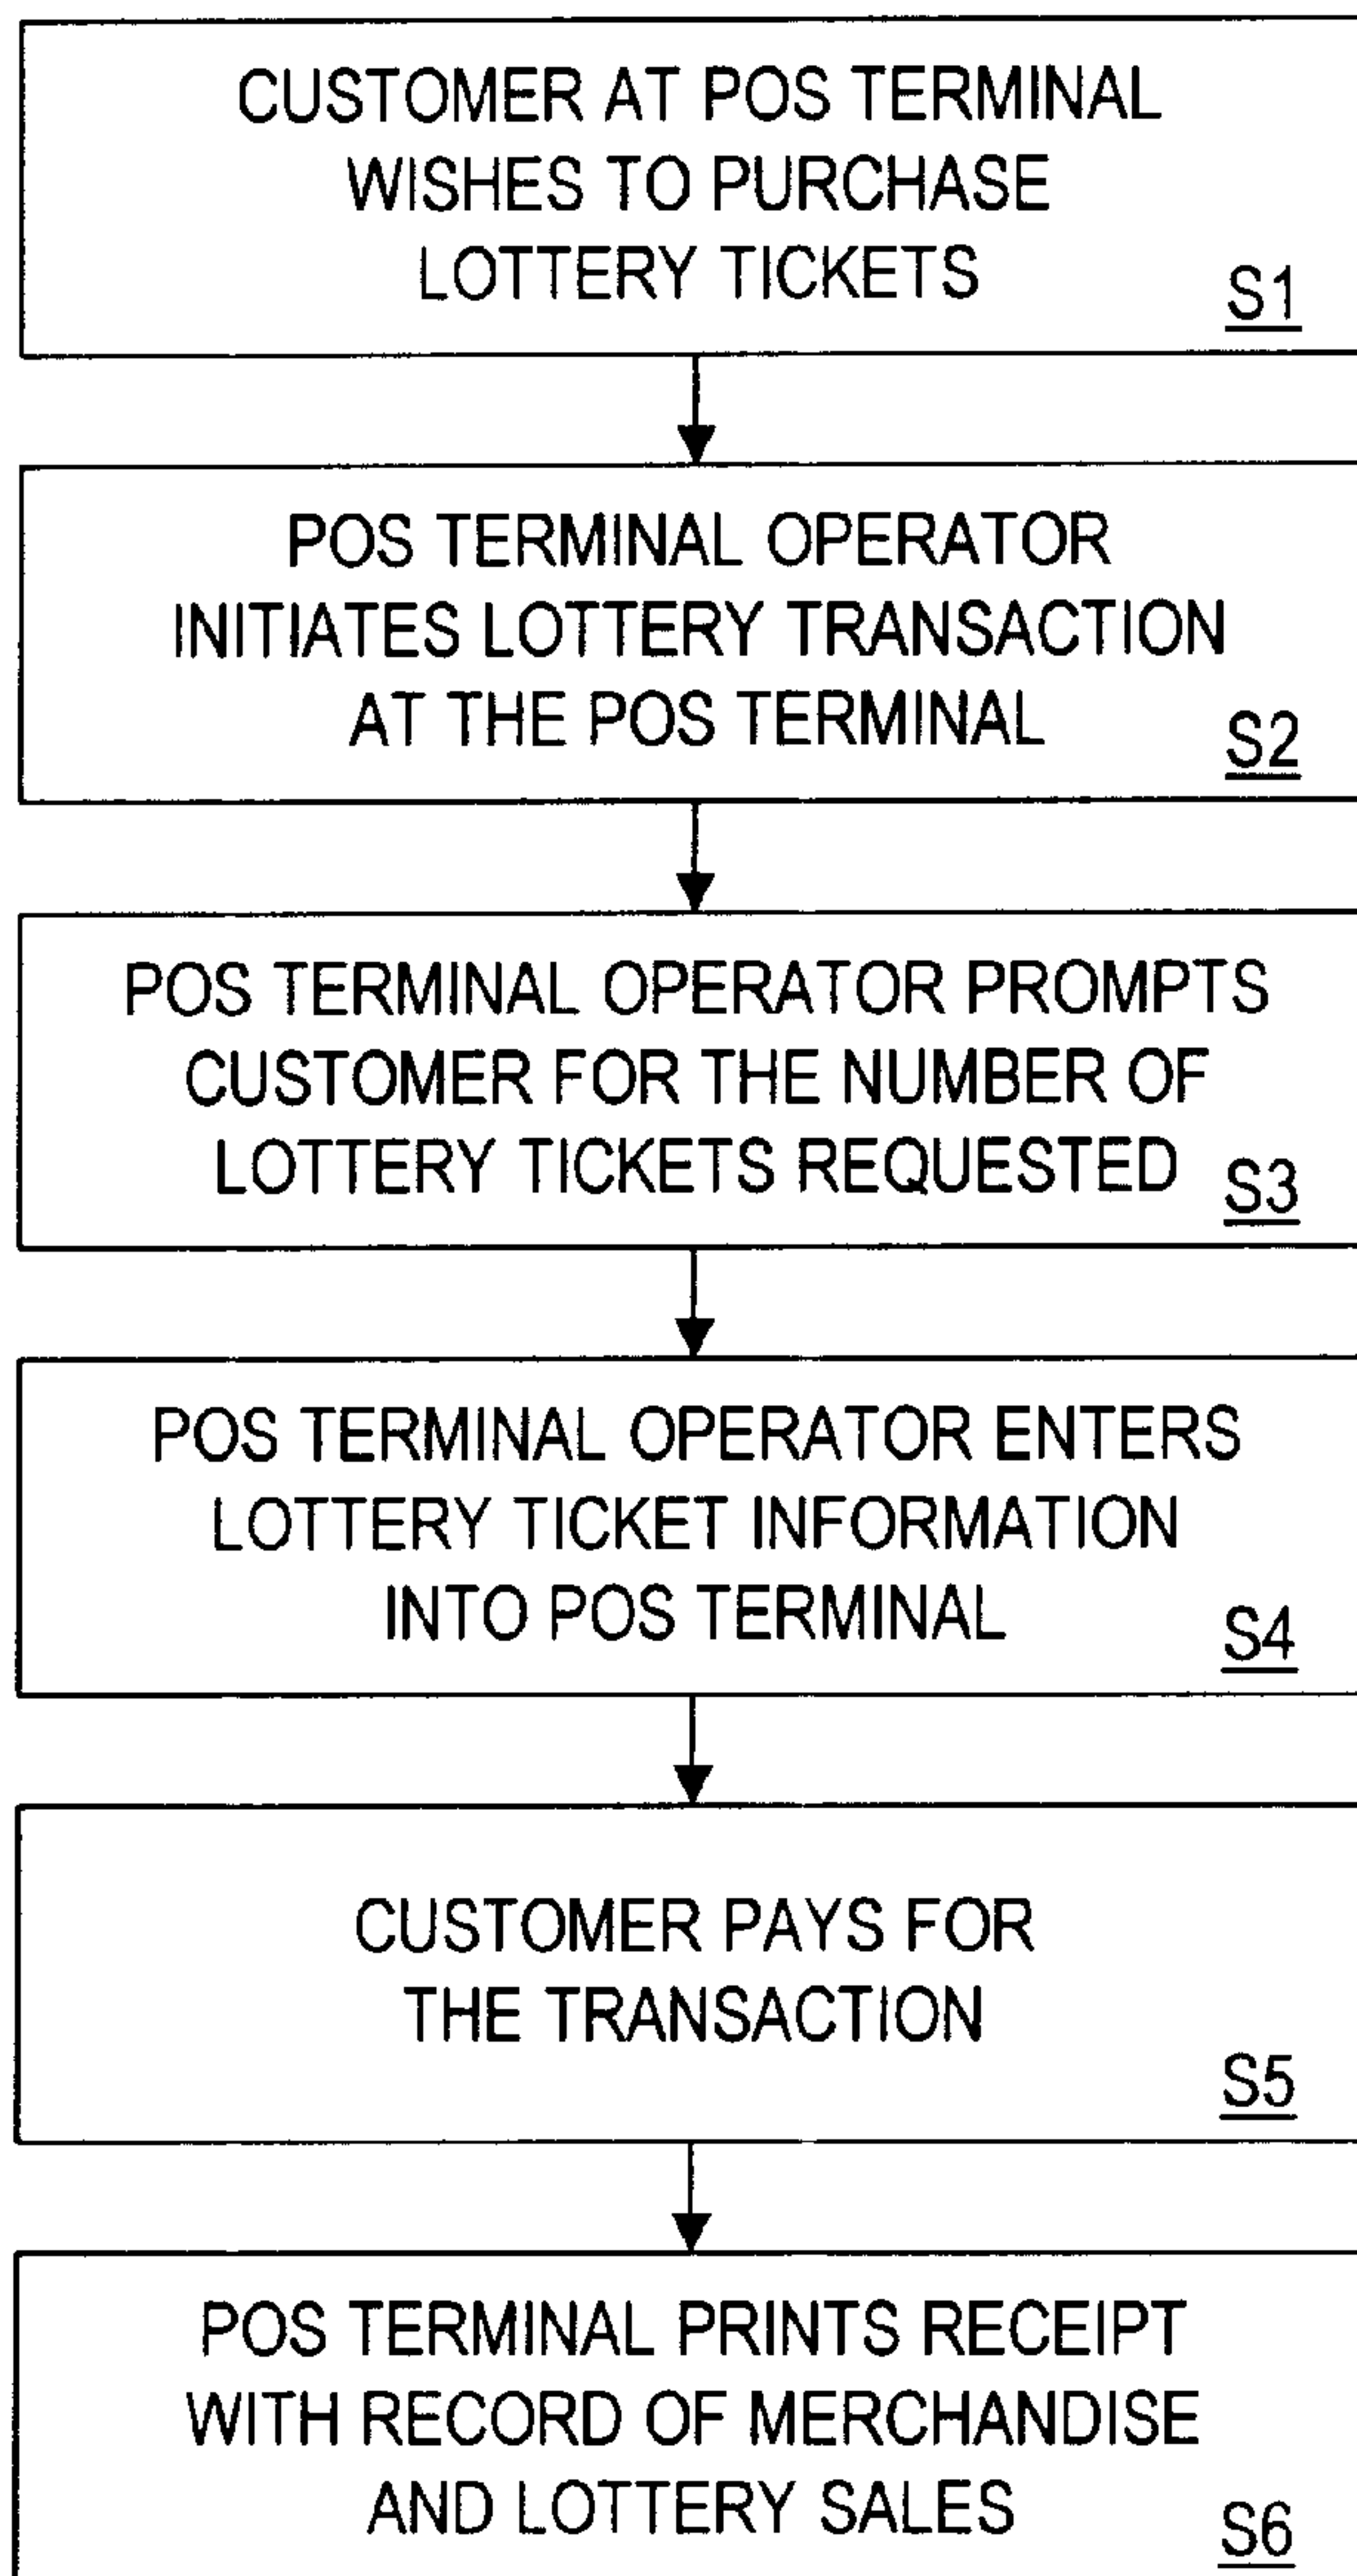 CUSTOMER AT POS TERMINAL
WISHES TO PURCHASE
LOTTERY TICKETS
S1
POS TERMINAL OPERATOR
INITIATES LOTTERY TRANSACTION
AT THE POS TERMINAL
S2
POS TERMINAL OPERATOR PROMPTS
CUSTOMER FOR THE NUMBER OF
LOTTERY TICKETS REQUESTED
S3
POS TERMINAL OPERATOR ENTERS
LOTTERY TICKET INFORMATION
INTO POS TERMINAL
S4
CUSTOMER PAYS FOR
THE TRANSACTION
S5
POS TERMINAL PRINTS RECEIPT
WITH RECORD OF MERCHANDISE
AND LOTTERY SALES
S6